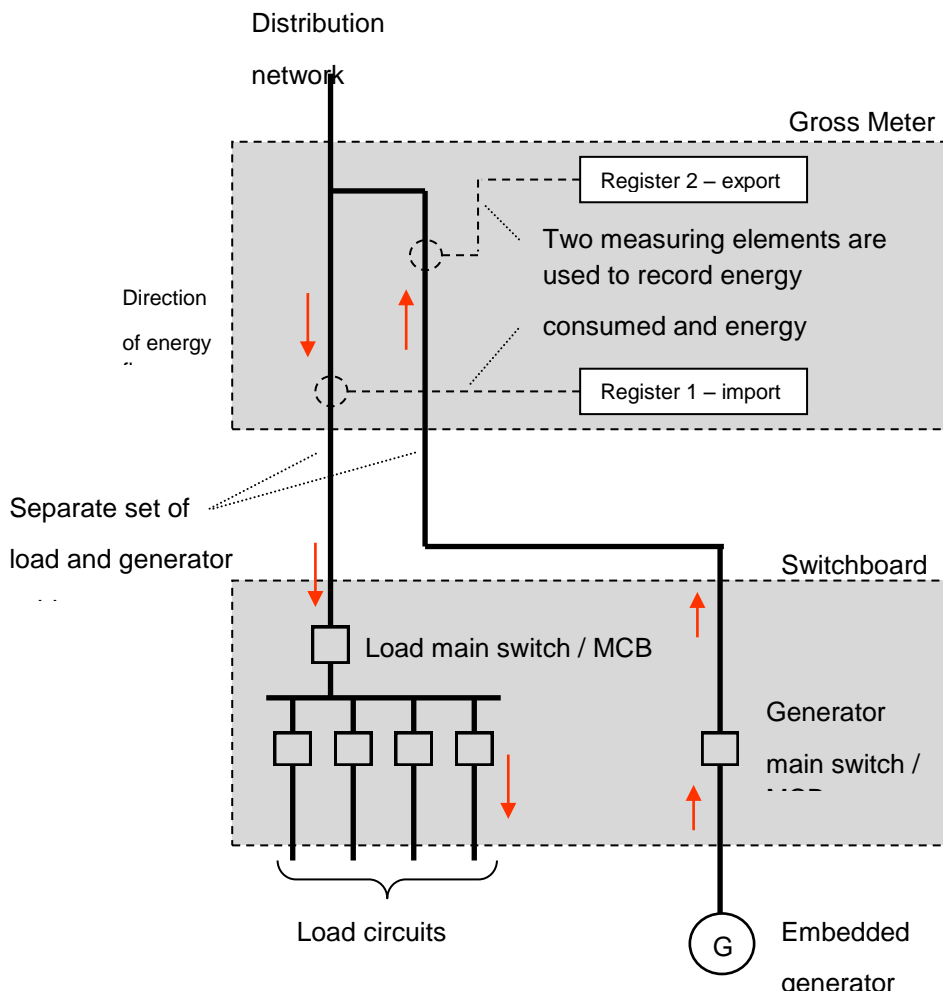 Distribution
network
Gross Meter
Register 2 – export
Two measuring elements are
used to record energy
consumed and energy
Direction
of energy
Register 1 – import
Separate set of
load and generator
Switchboard
Load main switch / MCB
Generator
main switch /
MCB
Load circuits
G
Embedded
generator